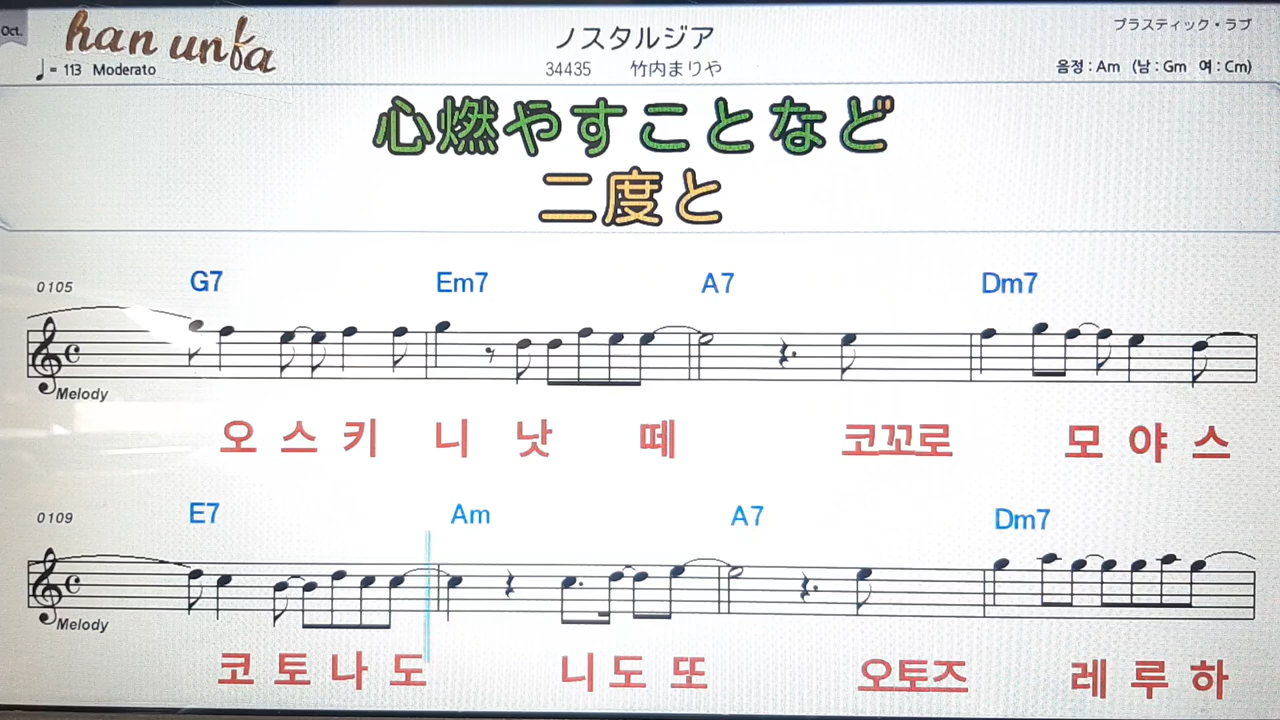 Oct.
han unfa
ノスタルジア
プラスティック・ラブ
♩= 113 Moderato
34435 竹内まりや
음정 : Am (남 : Gm 여 : Cm)
心燃やすことなど
二度と
0105 G7 Em7 A7 Dm7
Melody
오 스 키 니 낫 떼 코꼬로 모 야 스
0109 E7 Am A7 Dm7
Melody
코 토 나 도 니 도 또 오토즈 레 루 하